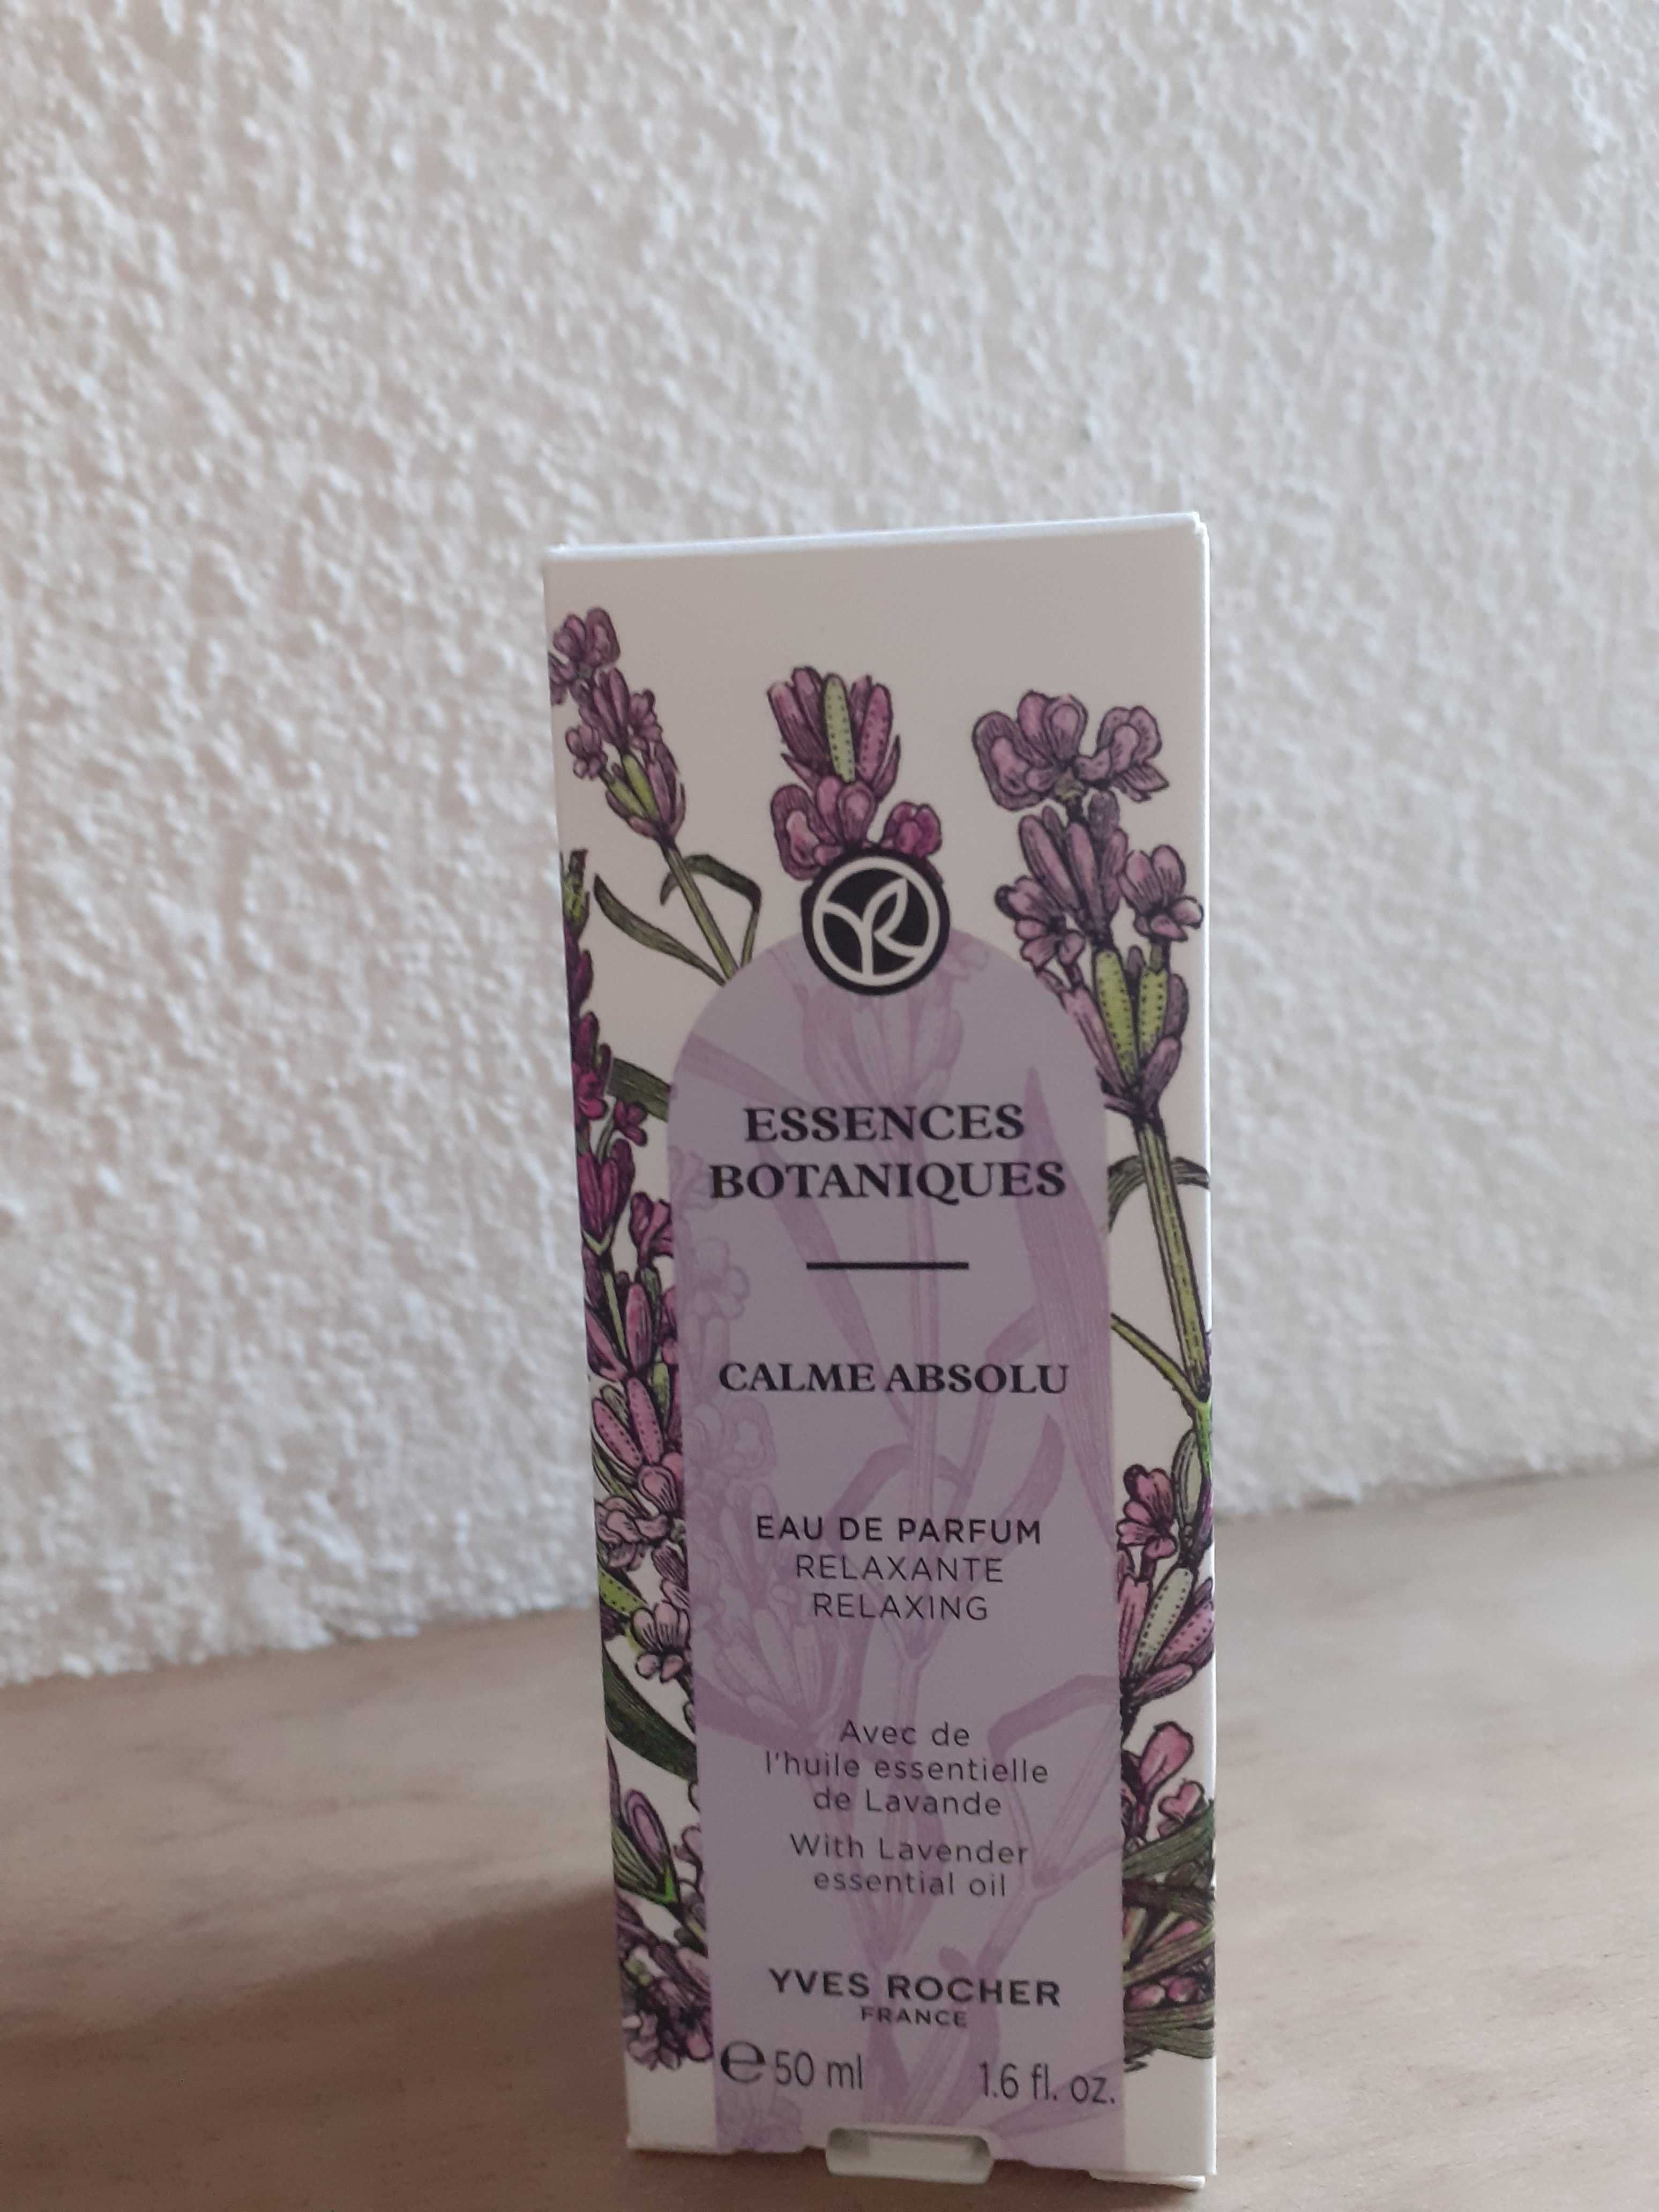 ESSENCES
BOTANIQUES
CALME ABSOLU
EAU DE PARFUM
RELAXANTE
RELAXING
Avec de
l'huile essentielle
de Lavande
With Lavender
essential oil
YVES ROCHER
FRANCE
℮ 50 ml 1.6 fl. oz.